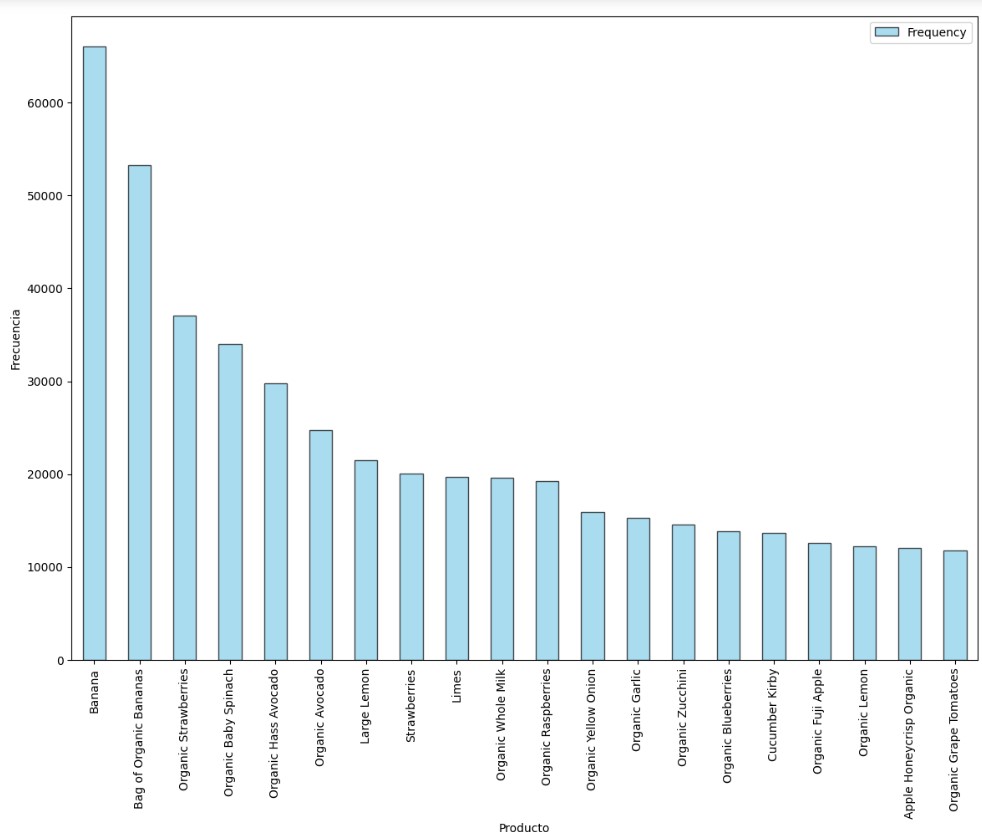 Frequency
60000
50000
40000
30000
20000
10000
0
Frecuencia
Banana
Bag of Organic Bananas
Organic Strawberries
Organic Baby Spinach
Organic Hass Avocado
Organic Avocado
Large Lemon
Strawberries
Limes
Organic Whole Milk
Organic Raspberries
Organic Yellow Onion
Organic Garlic
Organic Zucchini
Organic Blueberries
Cucumber Kirby
Organic Fuji Apple
Organic Lemon
Apple Honeycrisp Organic
Organic Grape Tomatoes
Producto